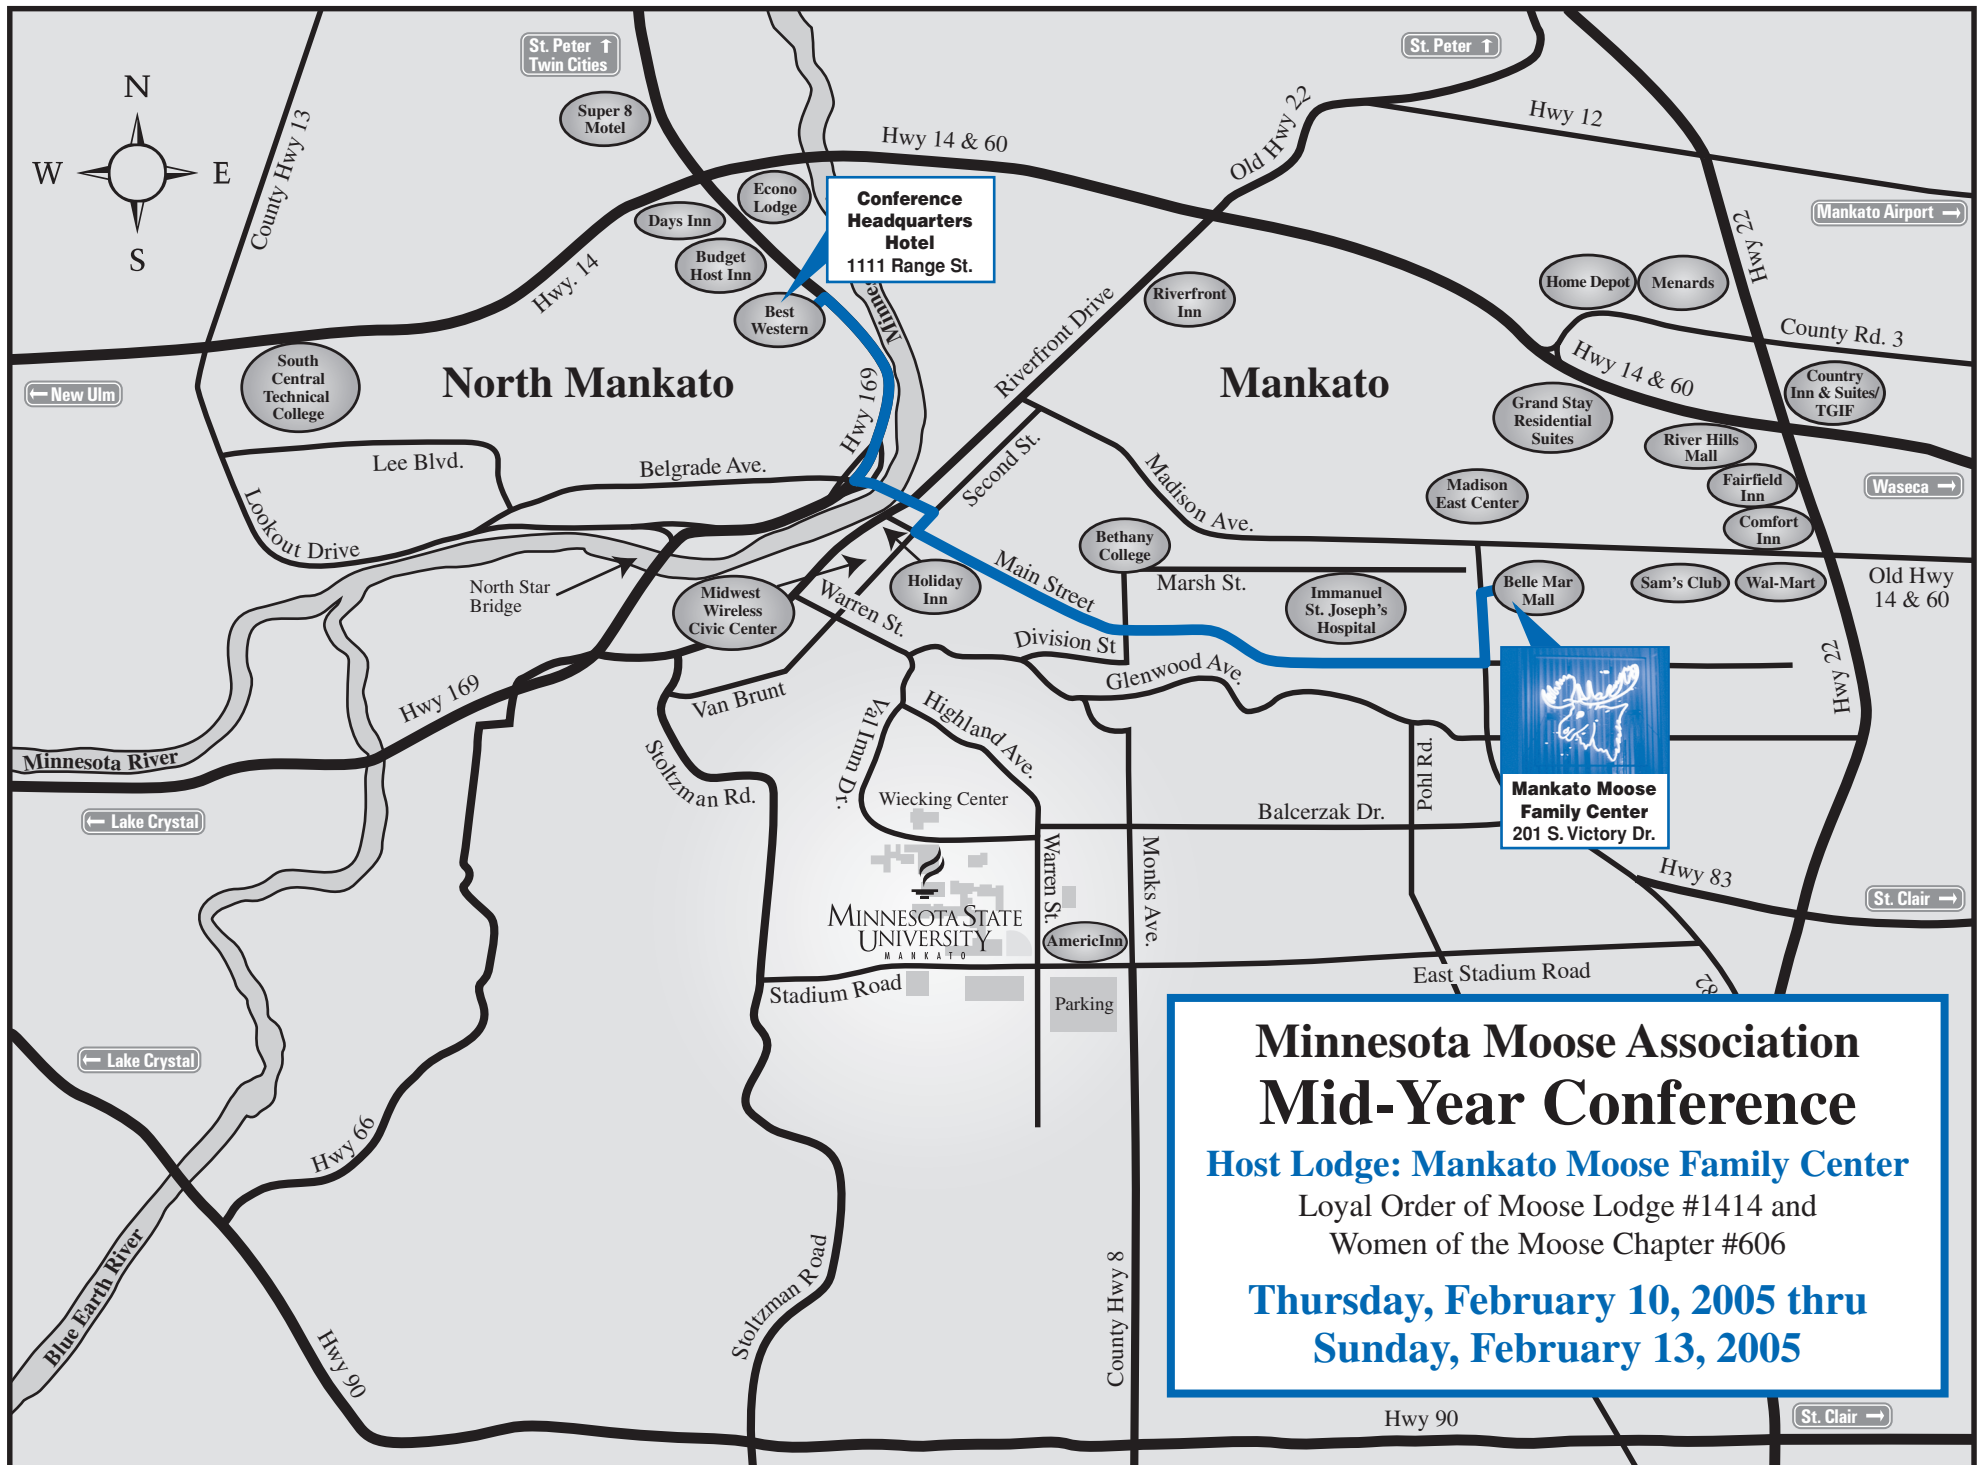 St. Peter ↑
Twin Cities
St. Peter ↑
N
W
E
S
County Hwy 13
Super 8
Motel
Hwy 14 & 60
Old Hwy 22
Hwy 12
Econo
Lodge
Days Inn
Budget
Host Inn
Best
Western
Conference
Headquarters
Hotel
1111 Range St.
Mankato Airport →
Hwy 22
Hwy. 14
Minnes
Riverfront Drive
Riverfront
Inn
Home Depot
Menards
County Rd. 3
Hwy 14 & 60
South
Central
Technical
College
← New Ulm
North Mankato
Mankato
Hwy 169
Country
Inn & Suites/
TGIF
Grand Stay
Residential
Suites
River Hills
Mall
Fairfield
Inn
Comfort
Inn
Waseca →
Lee Blvd.
Belgrade Ave.
Second St.
Madison Ave.
Madison
East Center
Lookout Drive
Bethany
College
Marsh St.
Main Street
North Star
Bridge
Midwest
Wireless
Civic Center
Holiday
Inn
Warren St.
Immanuel
St. Joseph's
Hospital
Belle Mar
Mall
Sam's Club
Wal-Mart
Old Hwy
14 & 60
Division St
Glenwood Ave.
Hwy 169
Van Brunt
Val Imm Dr.
Highland Ave.
Hwy 22
Minnesota River
Stoltzman Rd.
Wiecking Center
Pohl Rd.
Balcerzak Dr.
Mankato Moose
Family Center
201 S. Victory Dr.
← Lake Crystal
Warren St.
Monks Ave.
Hwy 83
St. Clair →
MINNESOTA STATE
UNIVERSITY
MANKATO
AmericInn
Stadium Road
East Stadium Road
Parking
82
← Lake Crystal
Hwy 66
Blue Earth River
Hwy 90
Stoltzman Road
County Hwy 8
Minnesota Moose Association
Mid-Year Conference
Host Lodge: Mankato Moose Family Center
Loyal Order of Moose Lodge #1414 and
Women of the Moose Chapter #606
Thursday, February 10, 2005 thru
Sunday, February 13, 2005
Hwy 90
St. Clair →